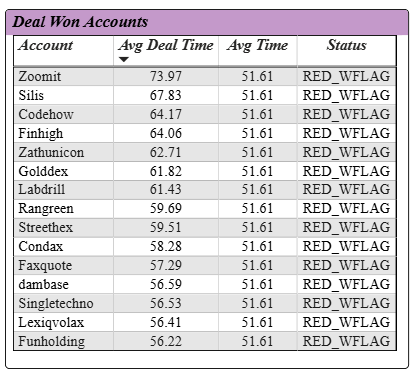 Deal Won Accounts
Account Avg Deal Time Avg Time Status
Zoomit 73.97 51.61 RED_WFLAG
Silis 67.83 51.61 RED_WFLAG
Codehow 64.17 51.61 RED_WFLAG
Finhigh 64.06 51.61 RED_WFLAG
Zathunicon 62.71 51.61 RED_WFLAG
Golddex 61.82 51.61 RED_WFLAG
Labdrill 61.43 51.61 RED_WFLAG
Rangreen 59.69 51.61 RED_WFLAG
Streethex 59.51 51.61 RED_WFLAG
Condax 58.28 51.61 RED_WFLAG
Faxquote 57.29 51.61 RED_WFLAG
dambase 56.59 51.61 RED_WFLAG
Singletechno 56.53 51.61 RED_WFLAG
Lexiqvolax 56.41 51.61 RED_WFLAG
Funholding 56.22 51.61 RED_WFLAG